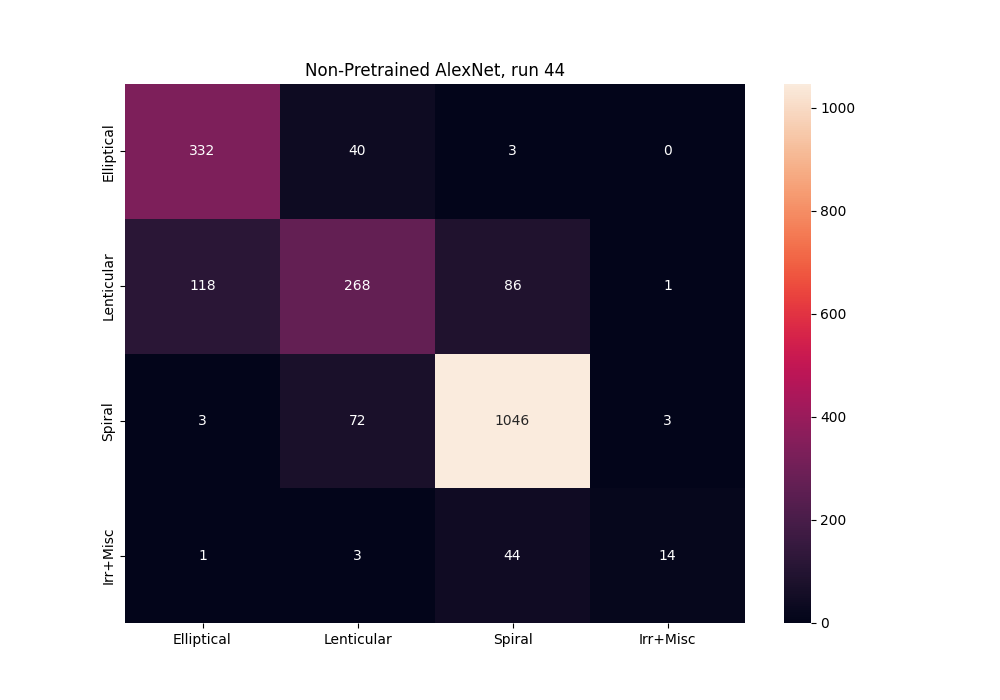 Non-Pretrained AlexNet, run 44
Elliptical 332 40 3 0
Lenticular 118 268 86 1
Spiral 3 72 1046 3
Irr+Misc 1 3 44 14
Elliptical Lenticular Spiral Irr+Misc
1000
800
600
400
200
0